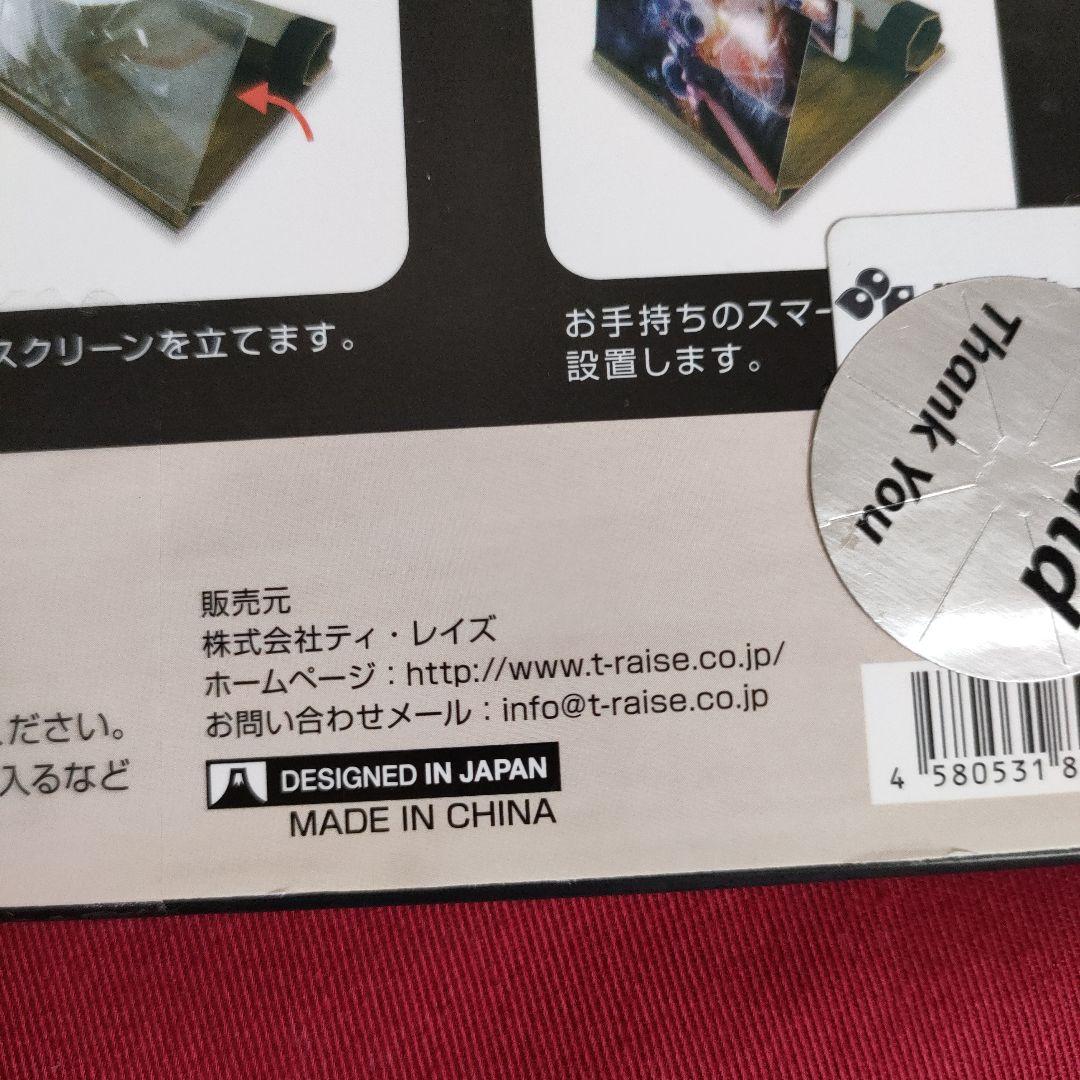 スクリーンを立てます。
お手持ちのスマー
設置します。
Thank You
販売元
株式会社ティ・レイズ
ホームページ：http://www.t-raise.co.jp/
お問い合わせメール：info@t-raise.co.jp
ください。
入るなど
DESIGNED IN JAPAN
MADE IN CHINA
4 580531 8